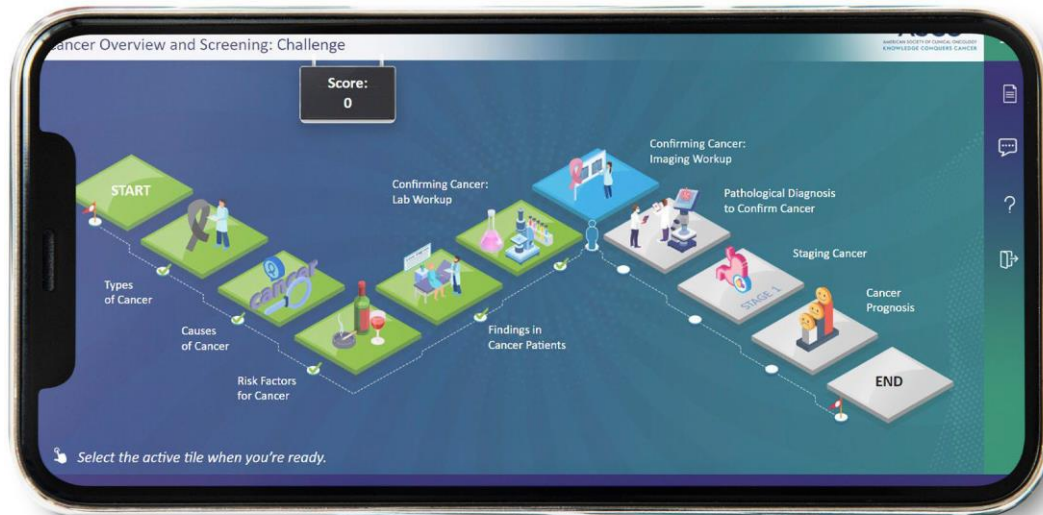 Cancer Overview and Screening: Challenge
AMERICAN SOCIETY OF CLINICAL ONCOLOGY
KNOWLEDGE CONQUERS CANCER
Score:
0
START
Types
of Cancer
cancer
Causes
of Cancer
Risk Factors
for Cancer
Findings in
Cancer Patients
Confirming Cancer:
Lab Workup
Confirming Cancer:
Imaging Workup
Pathological Diagnosis
to Confirm Cancer
Staging Cancer
STAGE 1
Cancer
Prognosis
END
Select the active tile when you're ready.